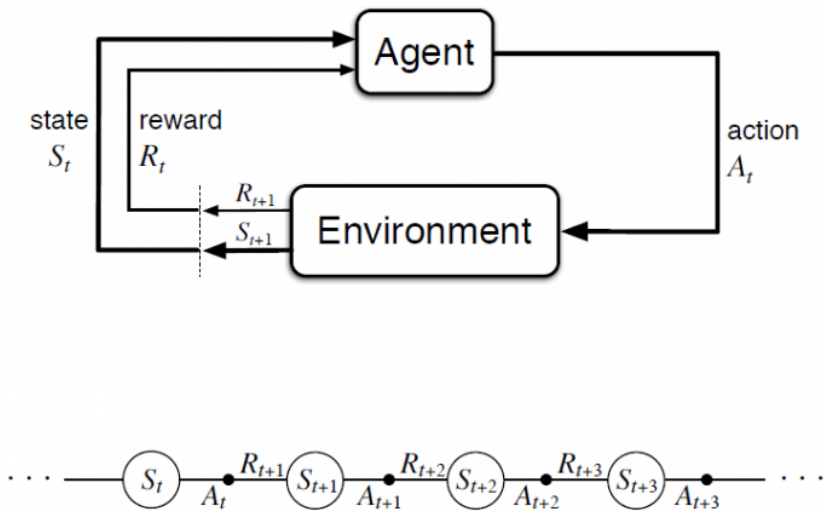 Agent
state
S_t
reward
R_t
action
A_t
R_{t+1}
S_{t+1}
Environment
· · · S_t A_t R_{t+1} S_{t+1} A_{t+1} R_{t+2} S_{t+2} A_{t+2} R_{t+3} S_{t+3} A_{t+3} · · ·